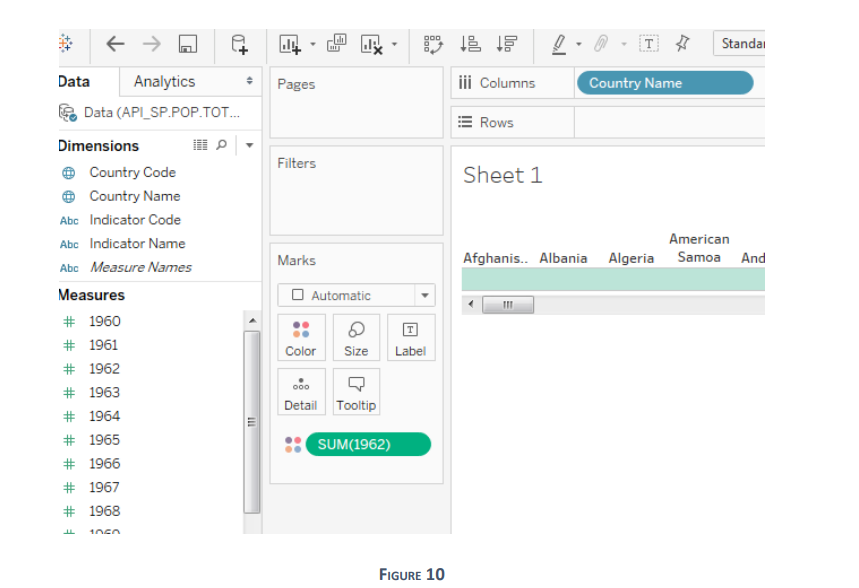 Standar
Data
Analytics
Data (API_SP.POP.TOT...
Dimensions
Country Code
Country Name
Abc Indicator Code
Abc Indicator Name
Abc Measure Names
Measures
# 1960
# 1961
# 1962
# 1963
# 1964
# 1965
# 1966
# 1967
# 1968
Pages
Filters
Marks
Automatic
Color Size Label
Detail Tooltip
SUM(1962)
Columns Country Name
Rows
Sheet 1
Afghanis.. Albania Algeria American Samoa And
FIGURE 10